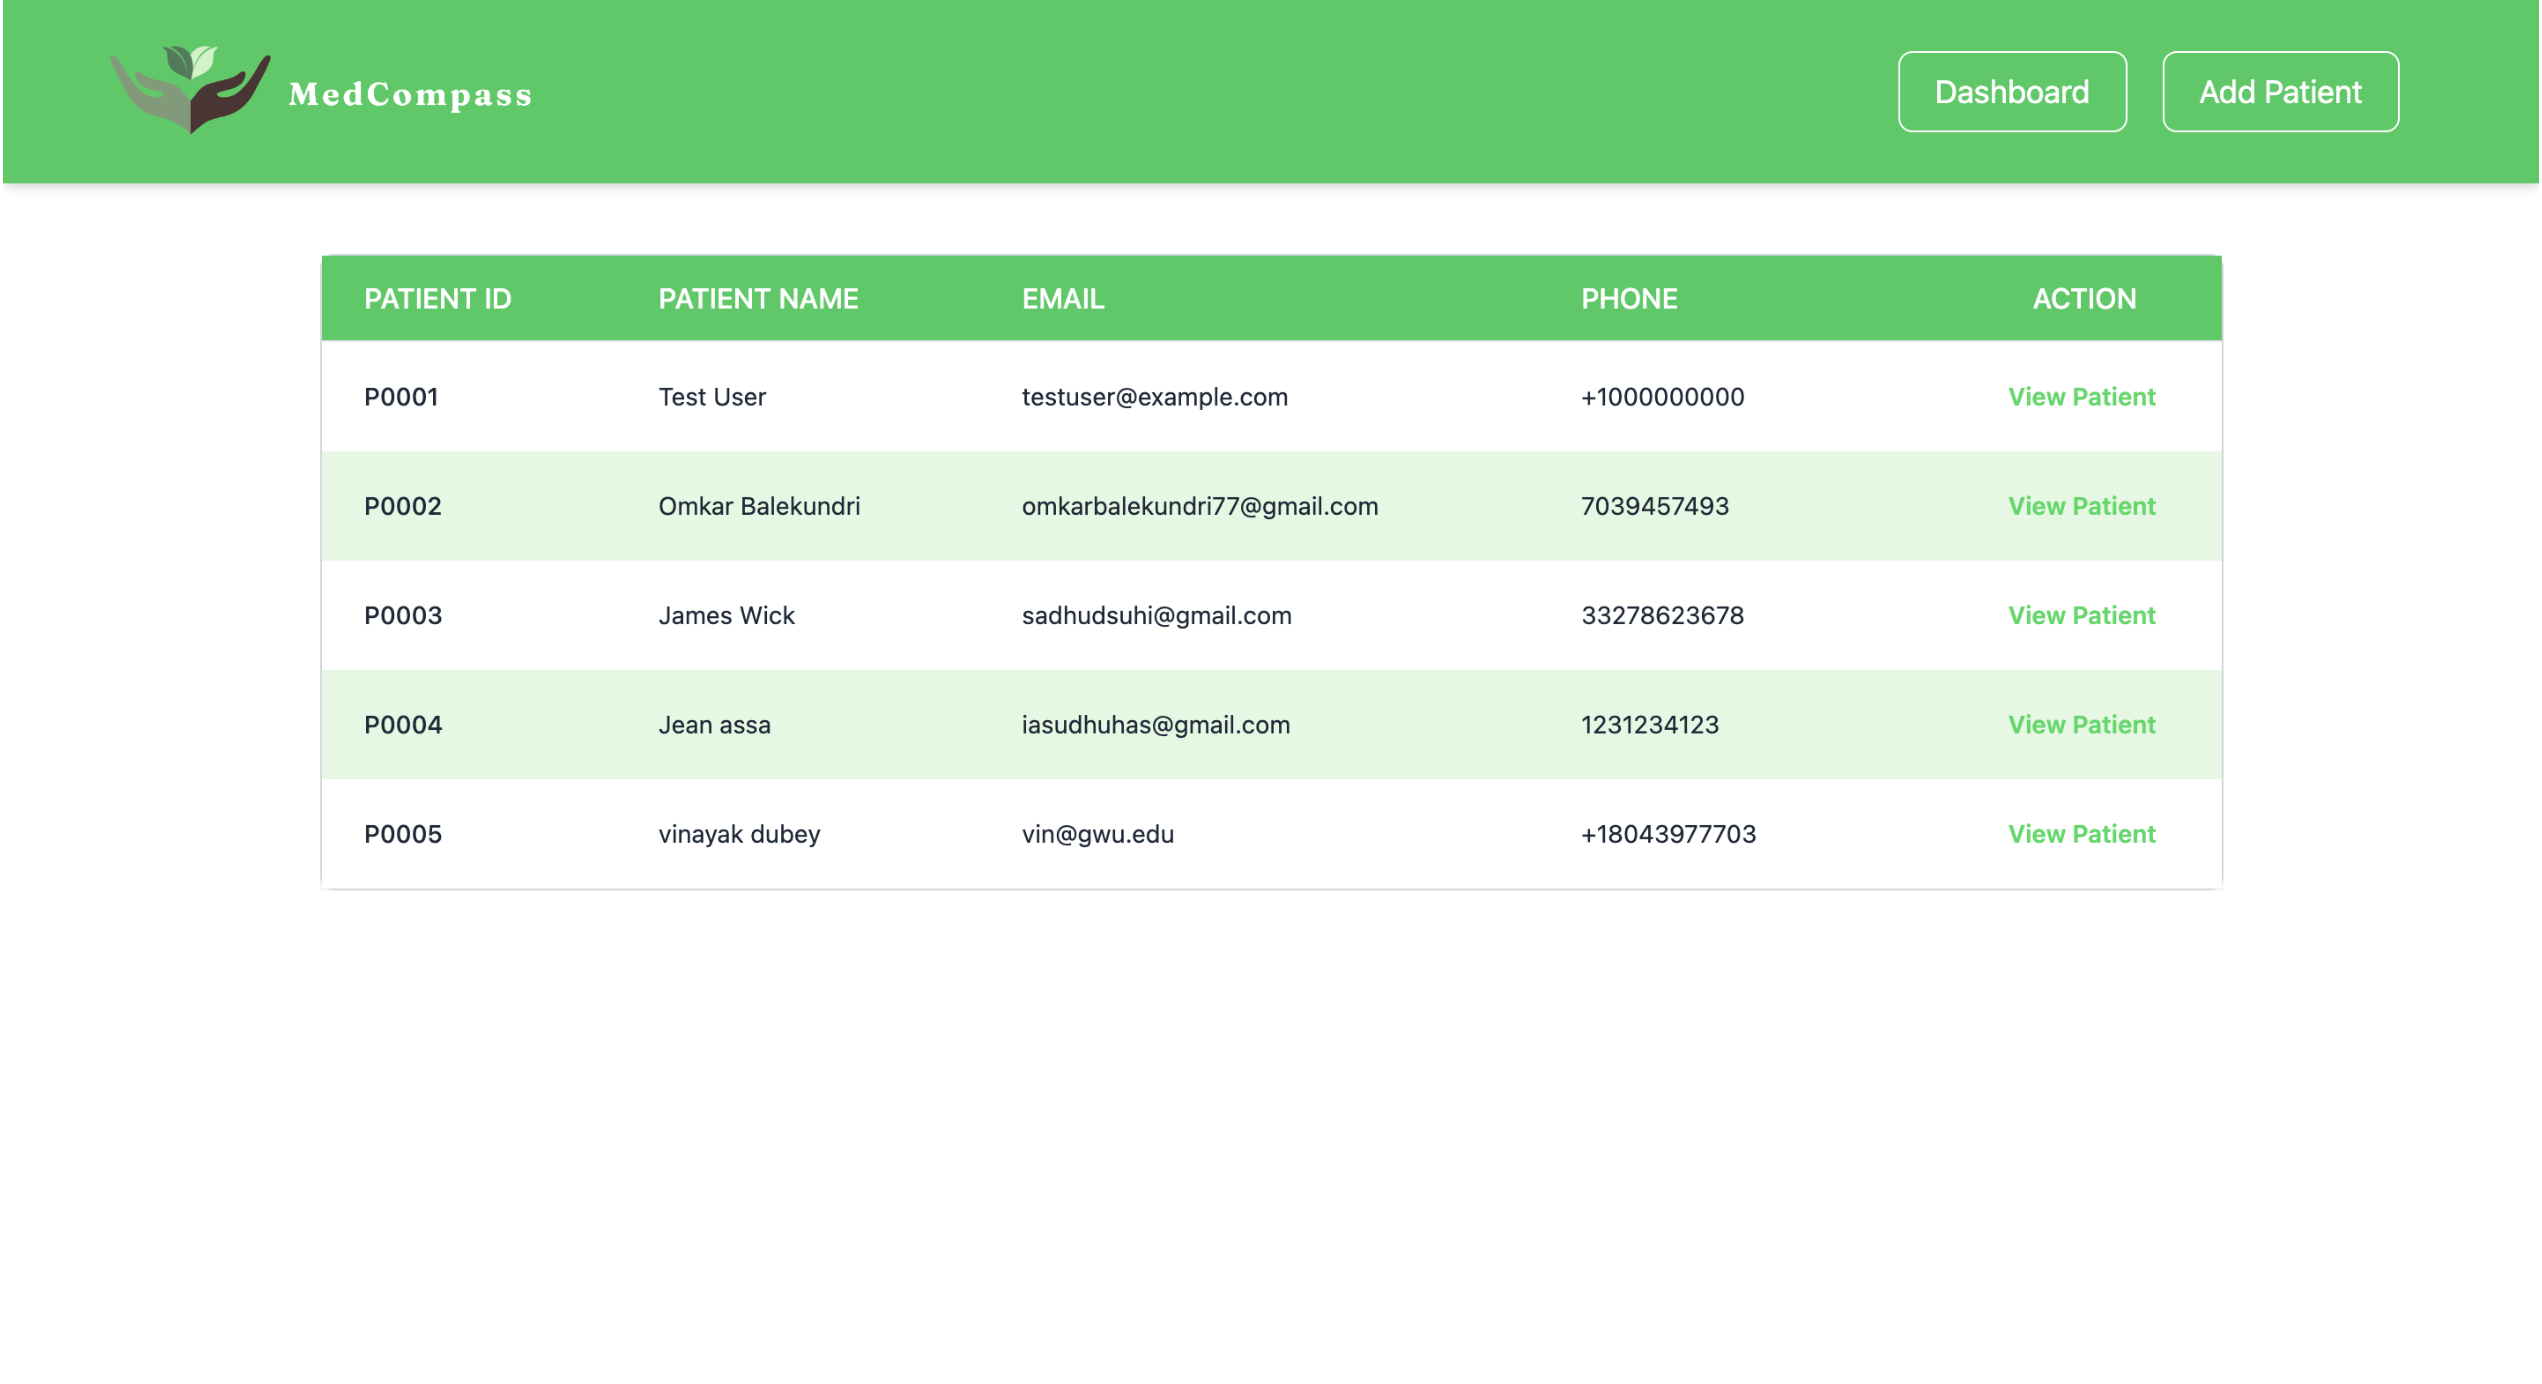 MedCompass
Dashboard Add Patient
PATIENT ID PATIENT NAME EMAIL PHONE ACTION
P0001 Test User testuser@example.com +1000000000 View Patient
P0002 Omkar Balekundri omkarbalekundri77@gmail.com 7039457493 View Patient
P0003 James Wick sadhudsuhi@gmail.com 33278623678 View Patient
P0004 Jean assa iasudhuhas@gmail.com 1231234123 View Patient
P0005 vinayak dubey vin@gwu.edu +18043977703 View Patient